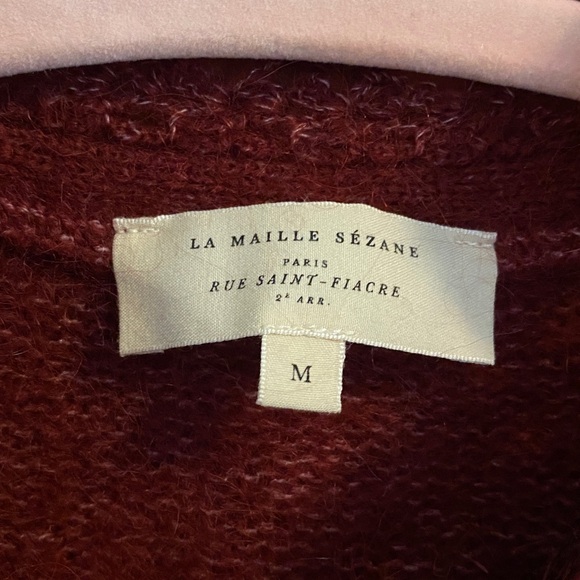 LA MAILLE SÉZANE
PARIS
RUE SAINT-FIACRE
2E ARR.
M